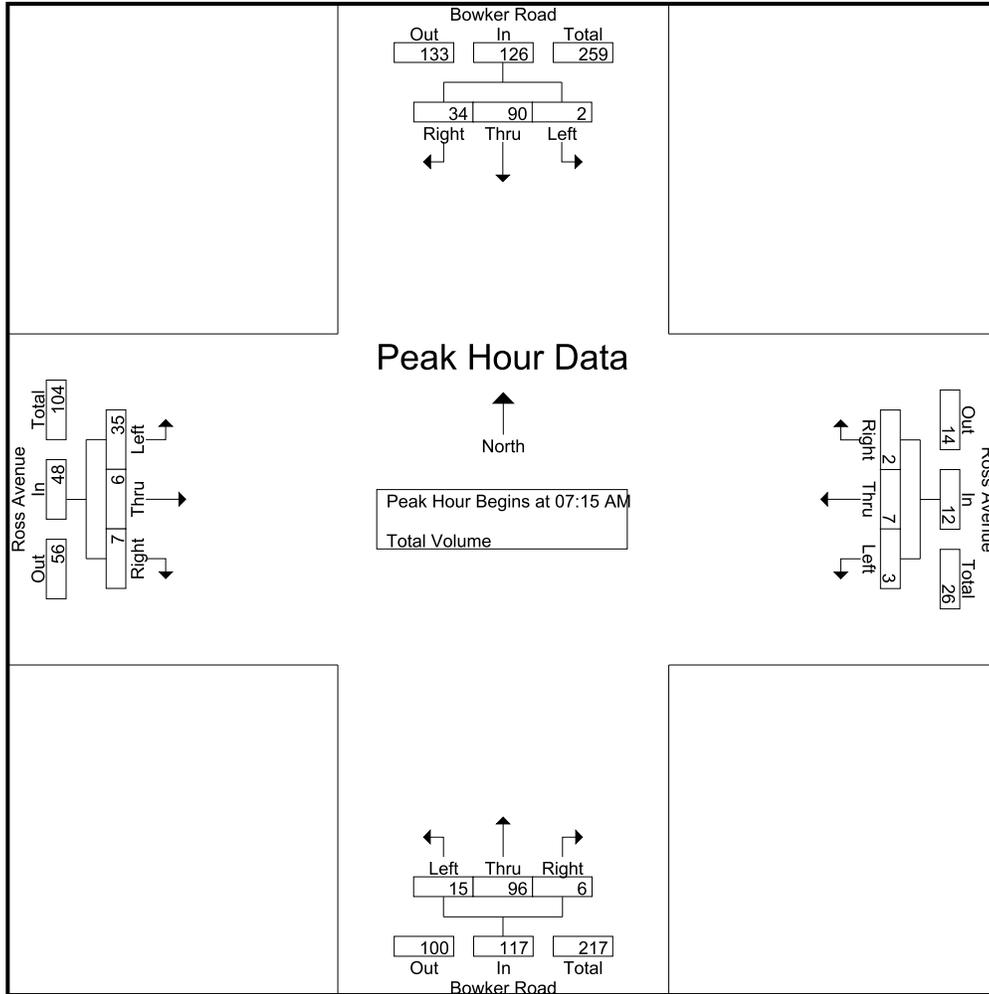 Bowker Road
Out In Total
133 126 259
34 90 2
Right Thru Left
Peak Hour Data
North
Peak Hour Begins at 07:15 AM
Total Volume
Ross Avenue
Out In Total
56 48 104
35 6 7
Left Thru Right
Ross Avenue
Out In Total
14 12 26
Right Thru Left
2 7 3
Left Thru Right
15 96 6
100 117 217
Out In Total
Bowker Road